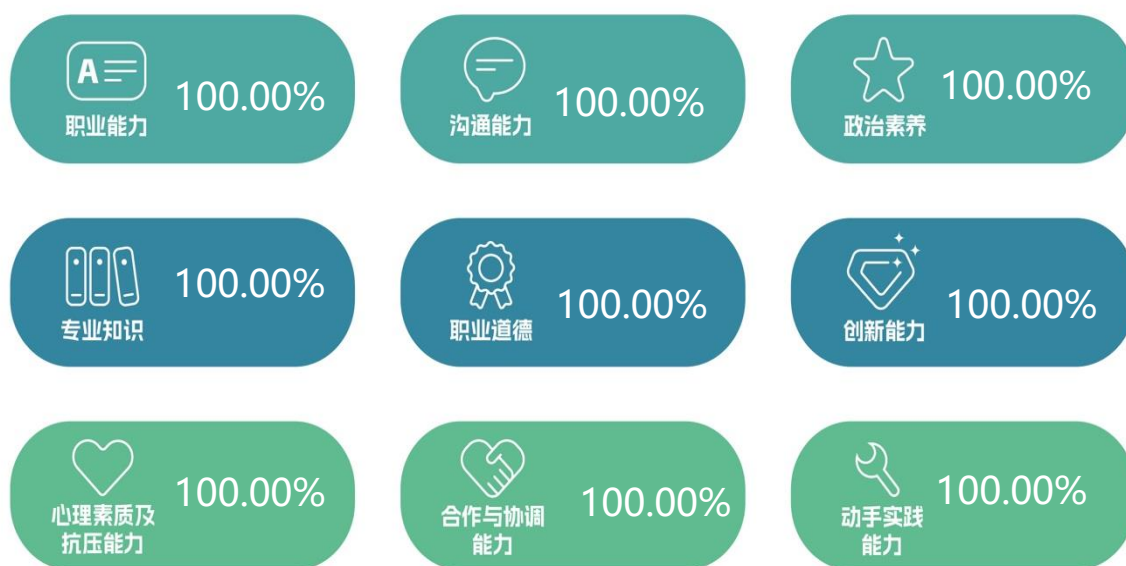 A
职业能力
100.00%
沟通能力
100.00%
政治素养
100.00%
专业知识
100.00%
职业道德
100.00%
创新能力
100.00%
心理素质及
抗压能力
100.00%
合作与协调
能力
100.00%
动手实践
能力
100.00%